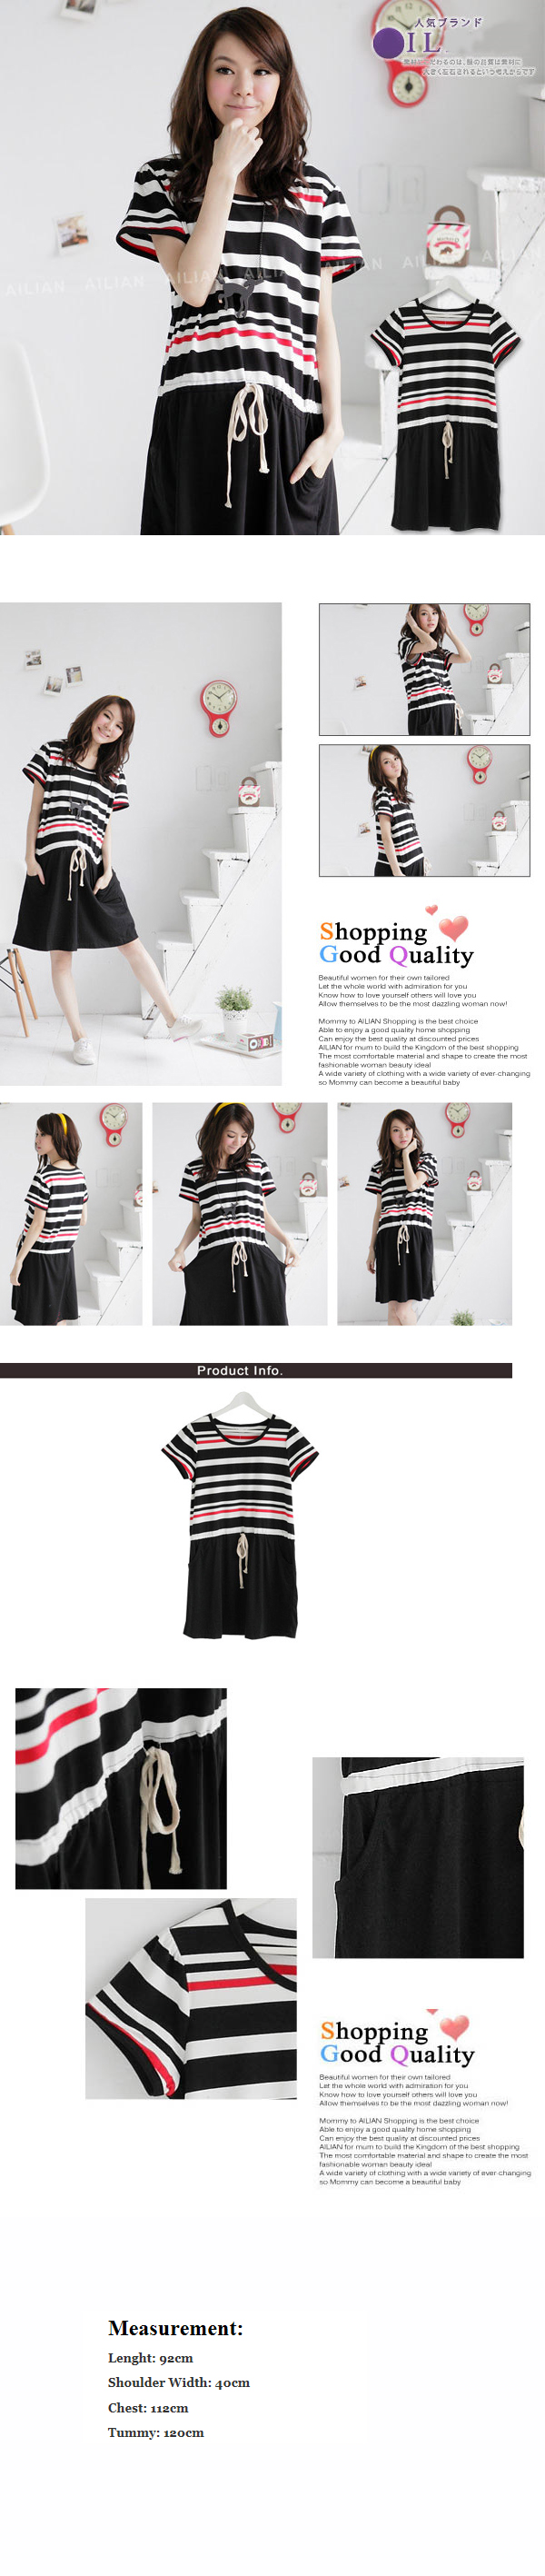 人気ブランド
IL
素材にこだわるのは、服の品質は素材に
大きく左右されるという考えからです
AILIAN AILIAN AILIAN AILIAN AILIAN AILIAN AILIAN
Shopping
Good Quality
Beautiful women for their own tailored
Let the whole world with admiration for you
Know how to love yourself others will love you
Allow themselves to be the most dazzling woman now!
Mommy to AILIAN Shopping is the best choice
Able to enjoy a good quality home shopping
Can enjoy the best quality at discounted prices
AILIAN for mum to build the Kingdom of the best shopping
The most comfortable material and shape to create the most
fashionable woman beauty ideal
A wide variety of clothing with a wide variety of ever-changing
so Mommy can become a beautiful baby
Product Info.
Shopping
Good Quality
Beautiful women for their own tailored
Let the whole world with admiration for you
Know how to love yourself others will love you
Allow themselves to be the most dazzling woman now!
Mommy to AILIAN Shopping is the best choice
Able to enjoy a good quality home shopping
Can enjoy the best quality at discounted prices
AILIAN for mum to build the Kingdom of the best shopping
The most comfortable material and shape to create the most
fashionable woman beauty ideal
A wide variety of clothing with a wide variety of ever-changing
so Mommy can become a beautiful baby
Measurement:
Lenght: 92cm
Shoulder Width: 40cm
Chest: 112cm
Tummy: 120cm